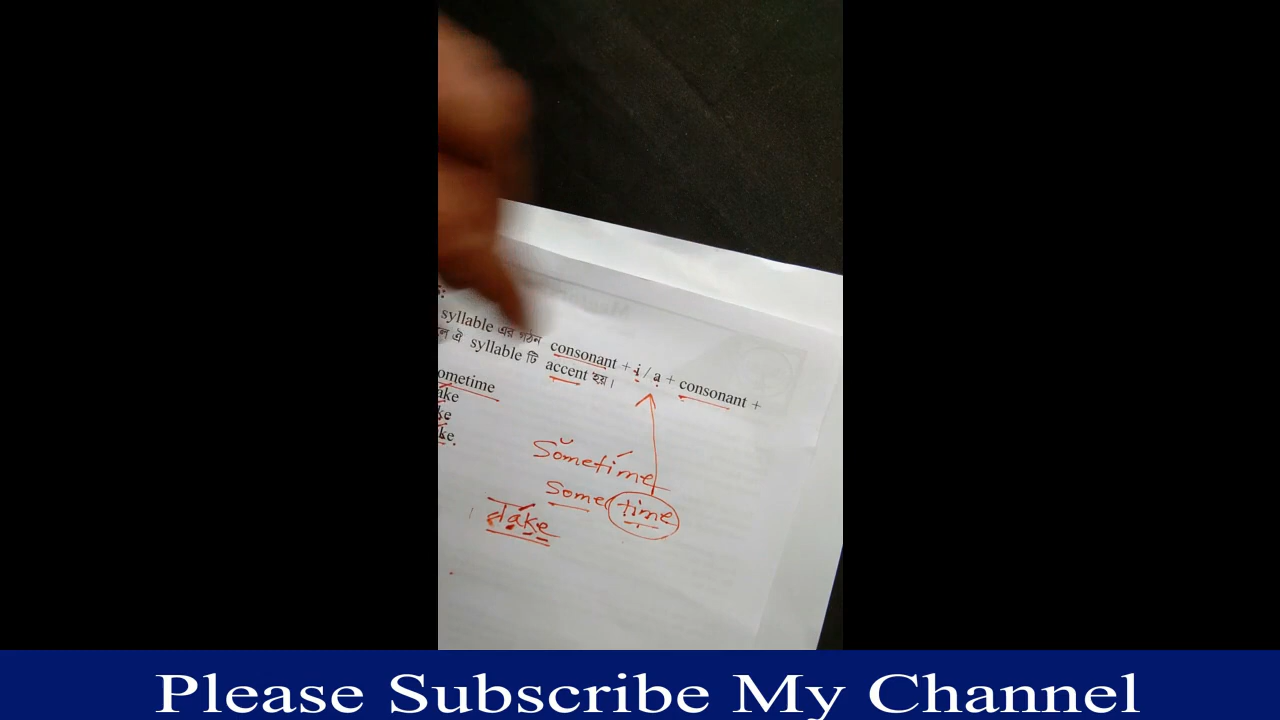 syllable এর গঠন consonant + i / a + consonant +
ঐ syllable টি accent হয়।
ometime
ake
ke
ke.
Sometime
Some time
Take
Please Subscribe My Channel